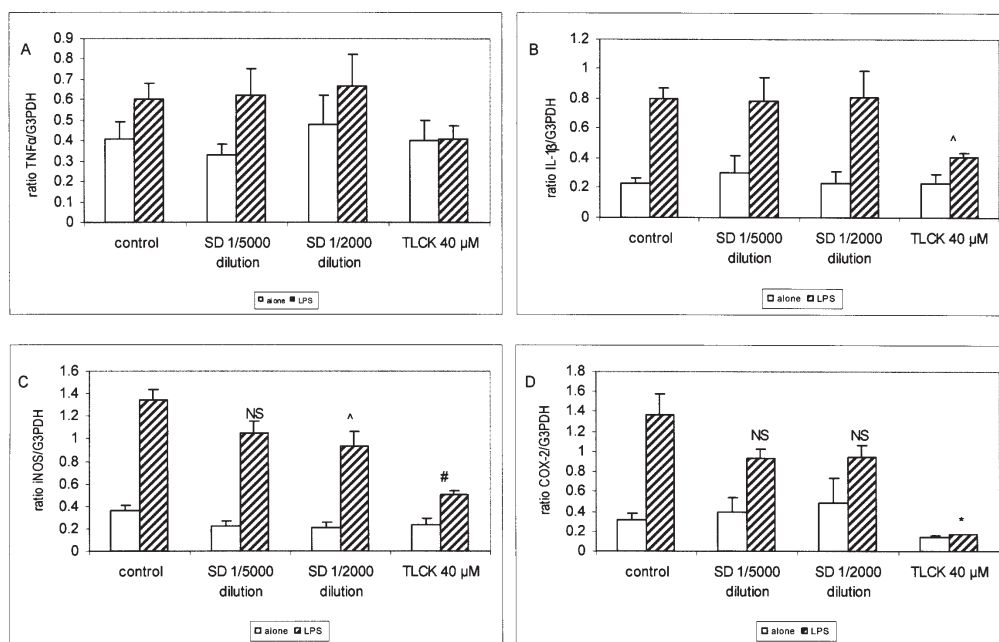 A
ratio TNFα/G3PDH
0.9
0.8
0.7
0.6
0.5
0.4
0.3
0.2
0.1
0
control
SD 1/5000
dilution
SD 1/2000
dilution
TLCK 40 µM
alone LPS
B
ratio IL-1β/G3PDH
1.2
1
0.8
0.6
0.4
0.2
0
^
control
SD 1/5000
dilution
SD 1/2000
dilution
TLCK 40 µM
alone LPS
C
ratio iNOS/G3PDH
1.6
1.4
1.2
1
0.8
0.6
0.4
0.2
0
NS
^
#
control
SD 1/5000
dilution
SD 1/2000
dilution
TLCK 40 µM
alone LPS
D
ratio COX-2/G3PDH
1.8
1.6
1.4
1.2
1
0.8
0.6
0.4
0.2
0
NS
NS
*
control
SD 1/5000
dilution
SD 1/2000
dilution
TLCK 40 µM
alone LPS